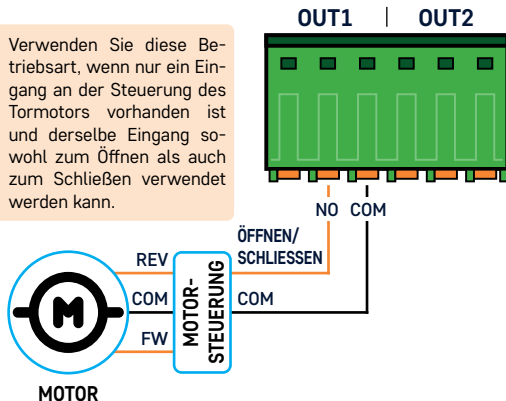 OUT1 | OUT2
Verwenden Sie diese Be-
triebsart, wenn nur ein Ein-
gang an der Steuerung des
Tormotors vorhanden ist
und derselbe Eingang so-
wohl zum Öffnen als auch
zum Schließen verwendet
werden kann.
NO COM
ÖFFNEN/
SCHLIESSEN
REV
COM
FW
MOTOR-
STEUERUNG
COM
M
MOTOR